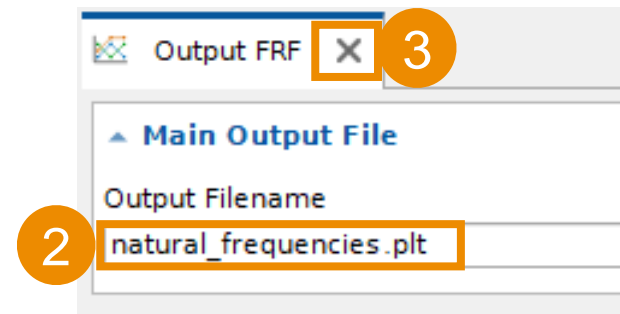 Output FRF
3
Main Output File
Output Filename
2
natural_frequencies.plt